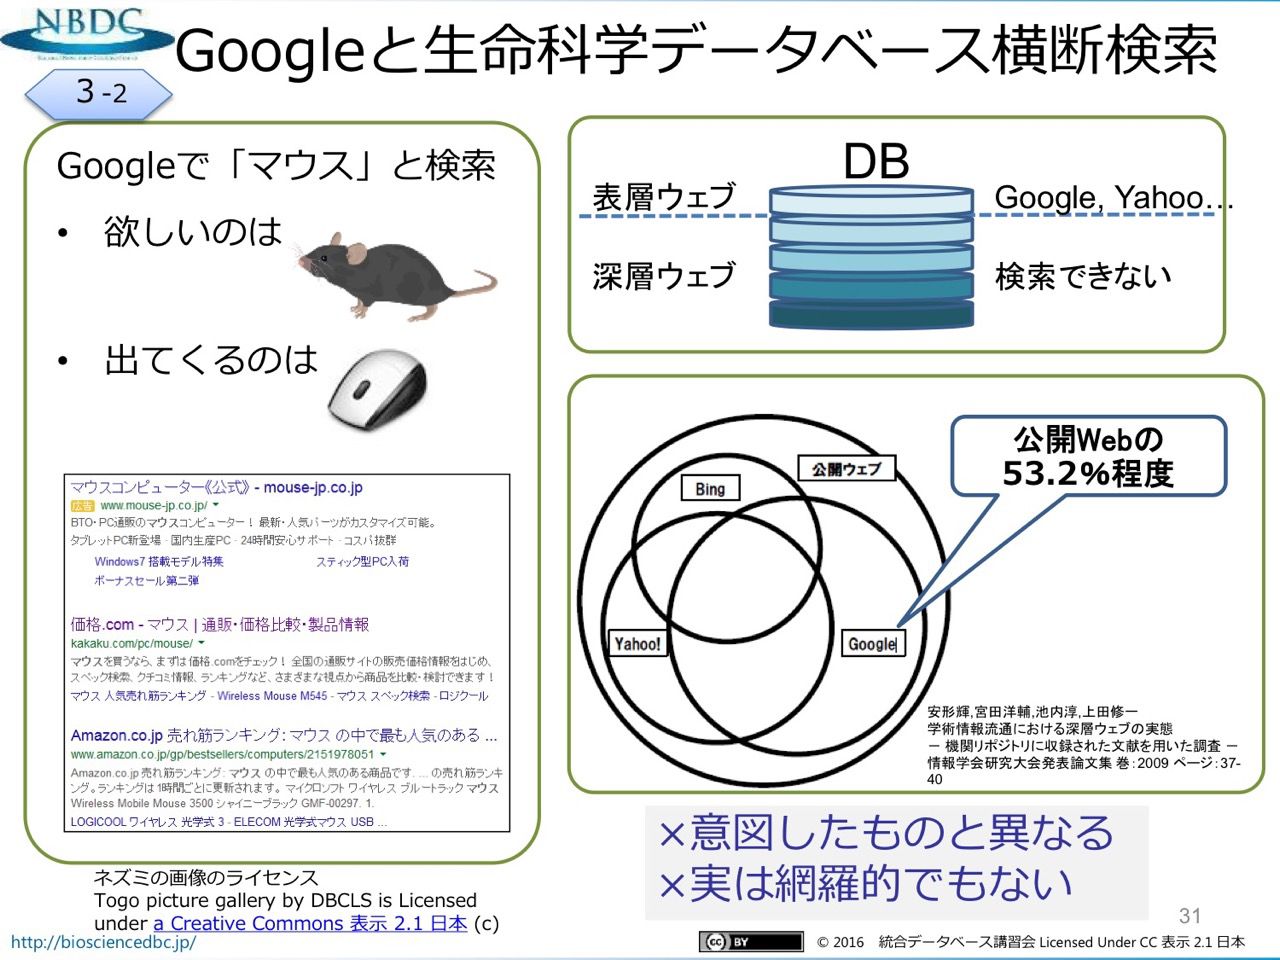 NBDC
Googleと生命科学データベース横断検索
３-2
Googleで「マウス」と検索
• 欲しいのは
• 出てくるのは
マウスコンピューター《公式》 - mouse-jp.co.jp
広告 www.mouse-jp.co.jp/
BTO・PC通販のマウスコンピューター！ 最新・人気パーツがカスタマイズ可能。
タブレットPC新登場 - 国内生産PC - 24時間安心サポート - コスパ抜群
Windows7 搭載モデル特集 スティック型PC入荷
ボーナスセール第二弾
価格.com - マウス | 通販・価格比較・製品情報
kakaku.com/pc/mouse/
マウスを買うなら、まずは価格.comをチェック！ 全国の通販サイトの販売価格情報をはじめ、
スペック検索、クチコミ情報、ランキングなど、さまざまな視点から商品を比較・検討できます！
マウス 人気売れ筋ランキング - Wireless Mouse M545 - マウス スペック検索 - ロジクール
Amazon.co.jp 売れ筋ランキング: マウス の中で最も人気のある ...
www.amazon.co.jp/gp/bestsellers/computers/2151978051
Amazon.co.jp 売れ筋ランキング: マウス の中で最も人気のある商品です. ... の売れ筋ランキ
ング。ランキングは1時間ごとに更新されます。 マイクロソフト ワイヤレス ブルートラック マウス
Wireless Mobile Mouse 3500 シャイニーブラック GMF-00297. 1.
LOGICOOL ワイヤレス 光学式 3 - ELECOM 光学式マウス USB ...
ネズミの画像のライセンス
Togo picture gallery by DBCLS is Licensed
under a Creative Commons 表示 2.1 日本 (c)
http://biosciencedbc.jp/
DB
表層ウェブ Google, Yahoo…
深層ウェブ 検索できない
公開Webの
53.2%程度
公開ウェブ
Bing
Yahoo!
Google
安形輝,宮田洋輔,池内淳,上田修一
学術情報流通における深層ウェブの実態
－ 機関リポジトリに収録された文献を用いた調査 －
情報学会研究大会発表論文集 巻：2009 ページ：37-
40
×意図したものと異なる
×実は網羅的でもない
31
cc BY © 2016 統合データベース講習会 Licensed Under CC 表示 2.1 日本